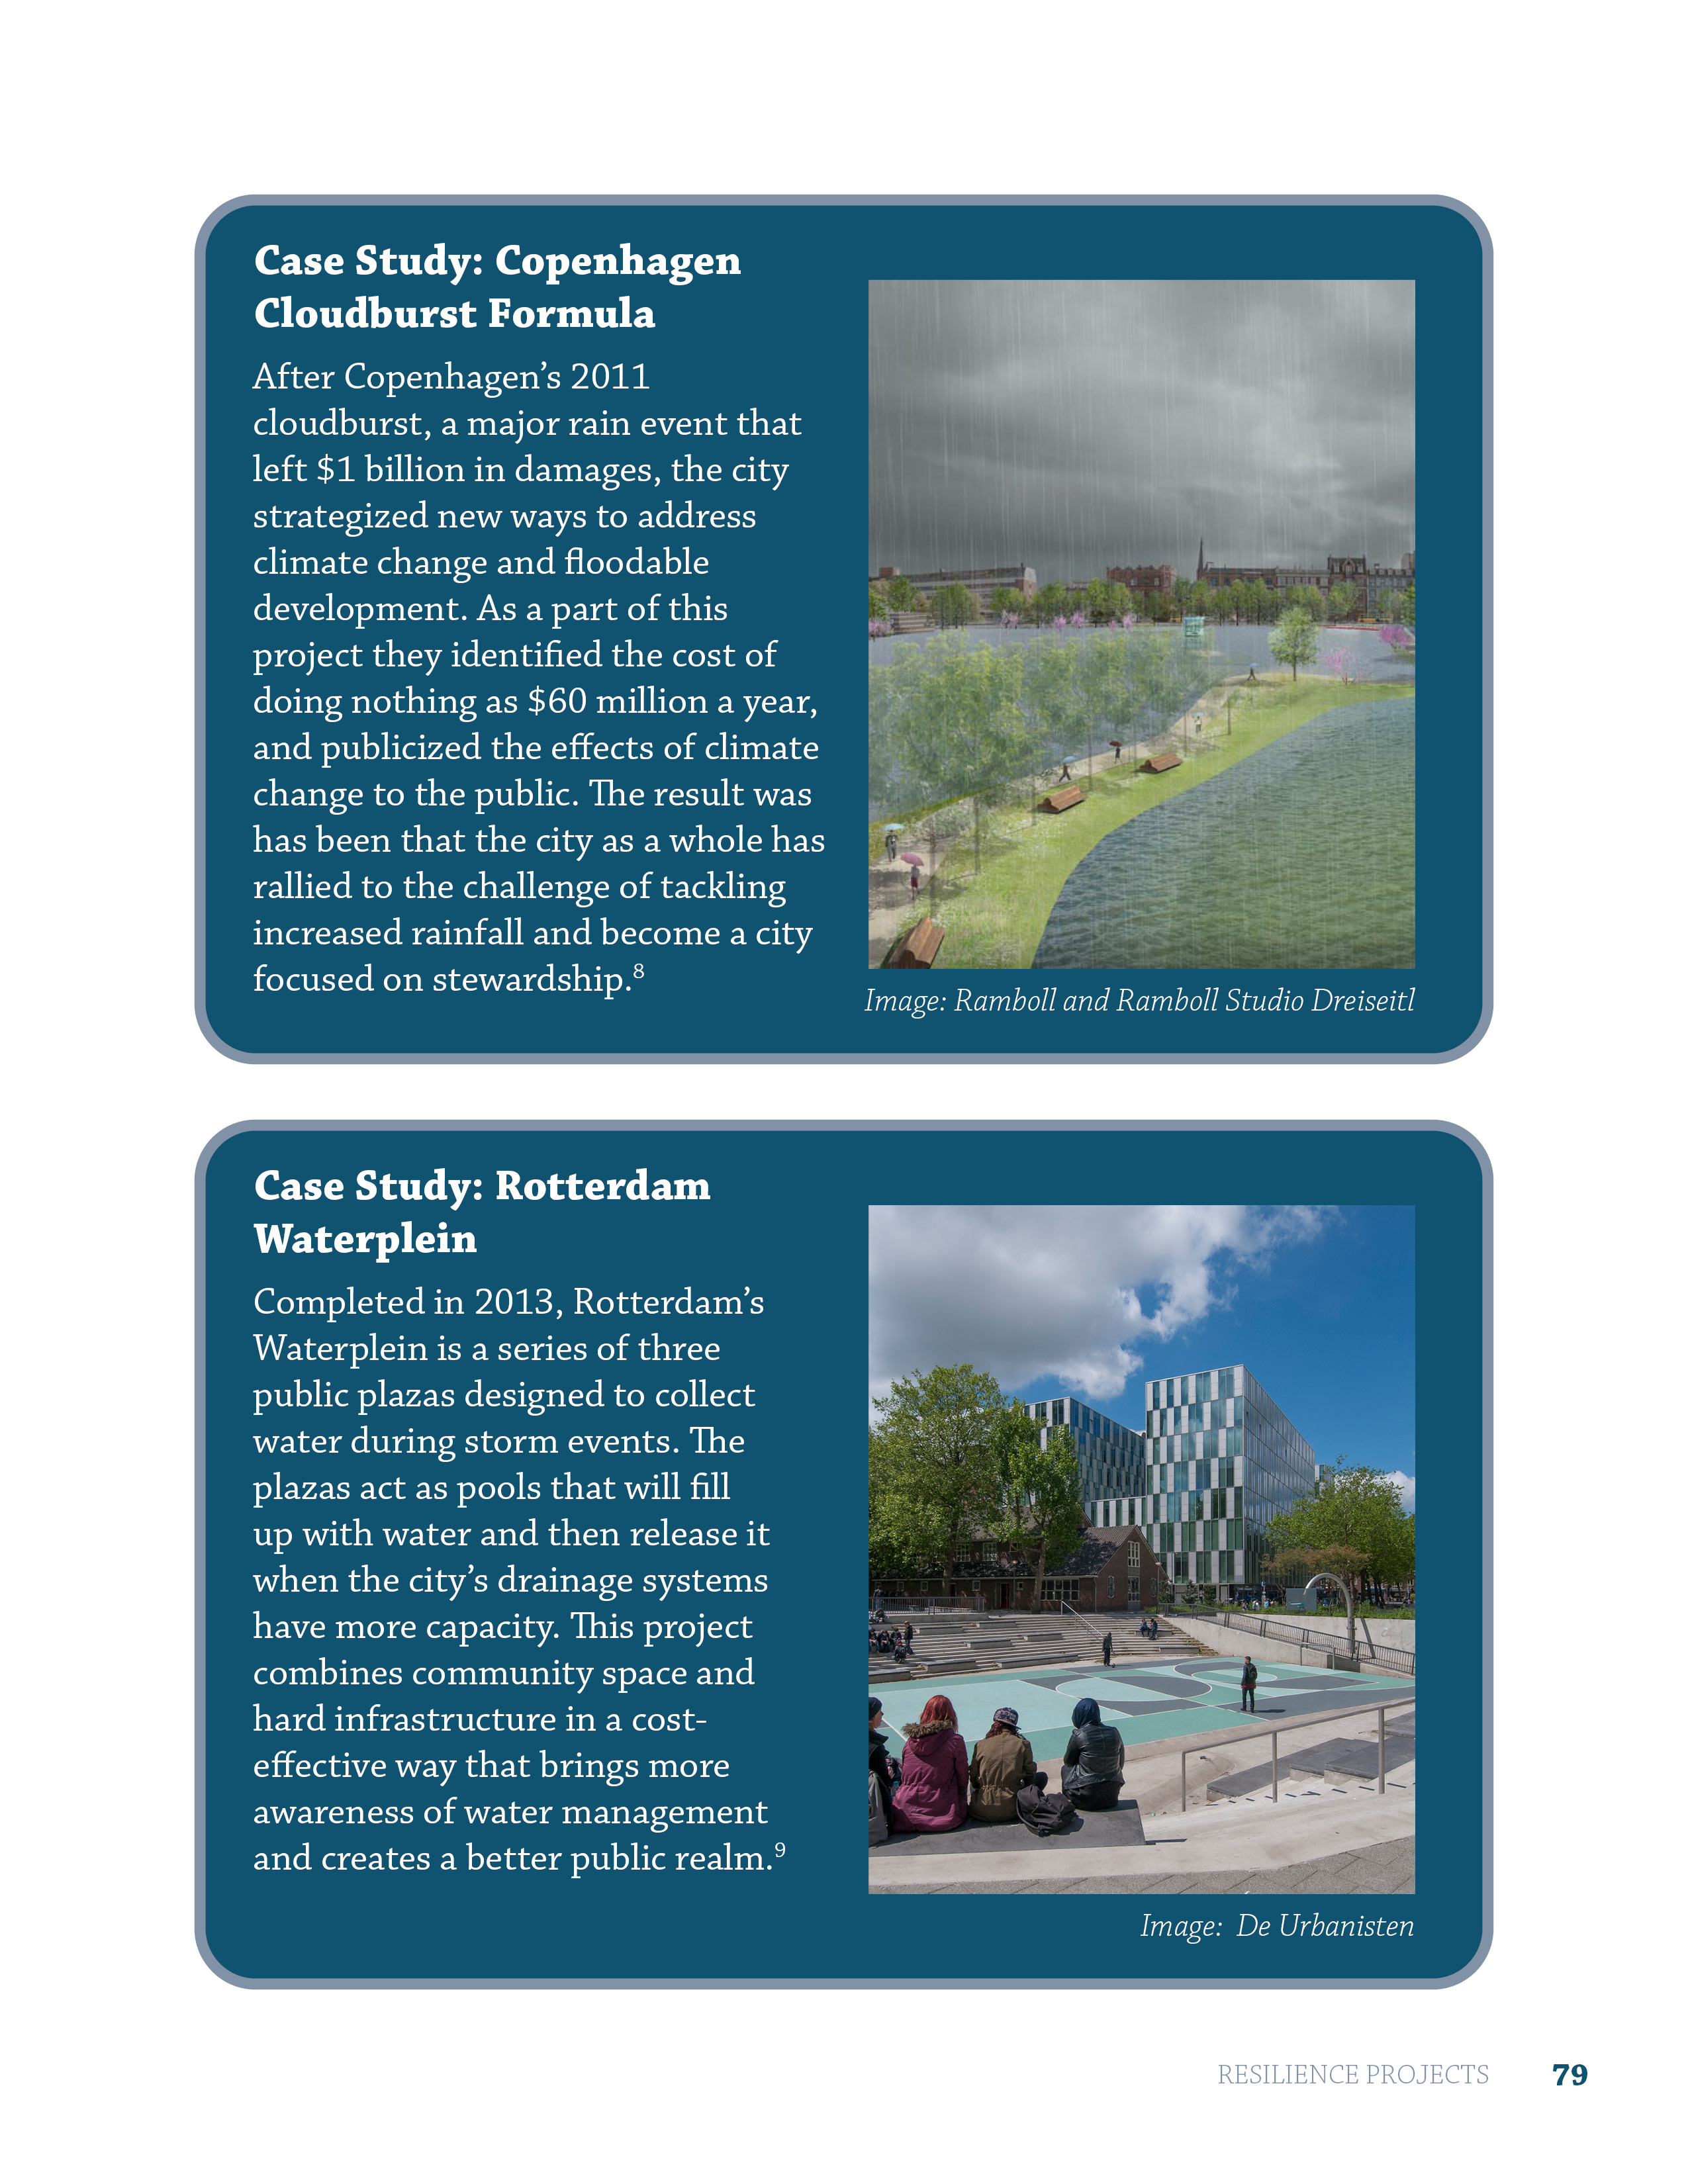 Case Study: Copenhagen
Cloudburst Formula
After Copenhagen’s 2011
cloudburst, a major rain event that
left $1 billion in damages, the city
strategized new ways to address
climate change and floodable
development. As a part of this
project they identified the cost of
doing nothing as $60 million a year,
and publicized the effects of climate
change to the public. The result was
has been that the city as a whole has
rallied to the challenge of tackling
increased rainfall and become a city
focused on stewardship.8
Image: Ramboll and Ramboll Studio Dreiseitl
Case Study: Rotterdam
Waterplein
Completed in 2013, Rotterdam’s
Waterplein is a series of three
public plazas designed to collect
water during storm events. The
plazas act as pools that will fill
up with water and then release it
when the city’s drainage systems
have more capacity. This project
combines community space and
hard infrastructure in a cost-
effective way that brings more
awareness of water management
and creates a better public realm.9
Image:  De Urbanisten
RESILIENCE PROJECTS 79